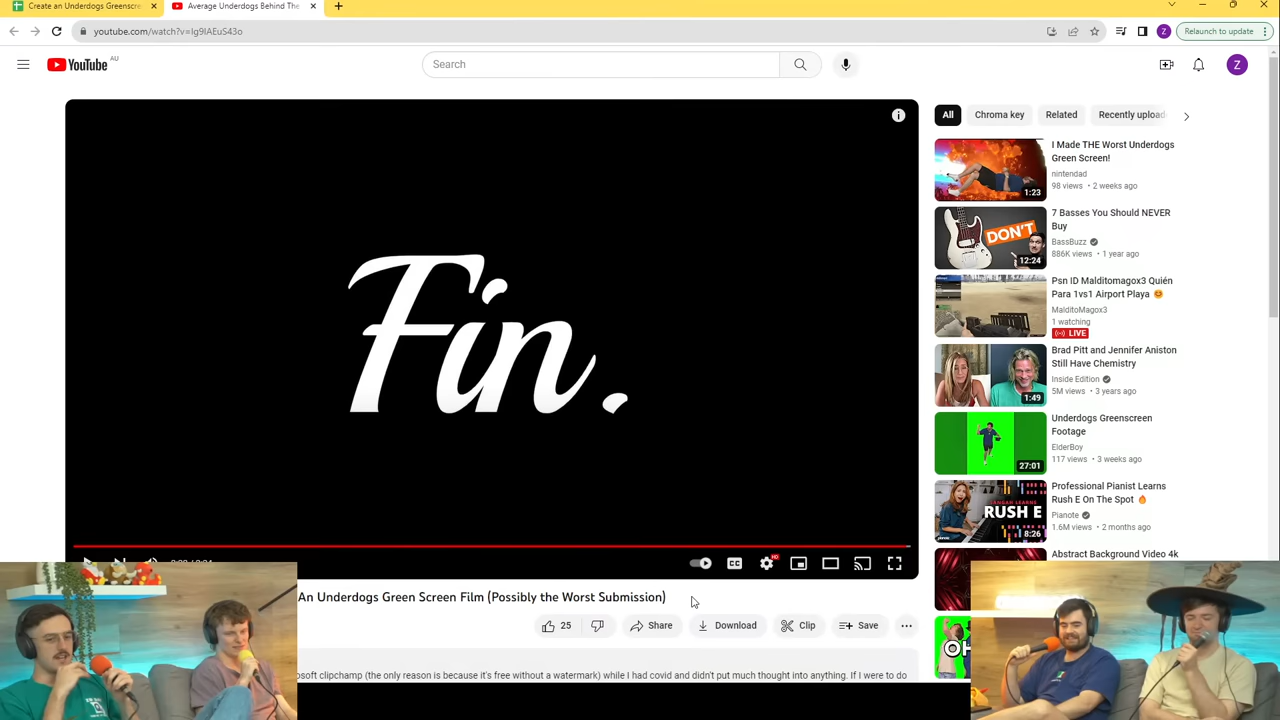 Create an Underdogs Greenscre
Average Underdogs Behind The
youtube.com/watch?v=Ig9IAEuS43o
Relaunch to update
YouTube AU
Search
Z
All
Chroma key
Related
Recently upload
Fin.
I Made THE Worst Underdogs
Green Screen!
nintendad
98 views • 2 weeks ago
1:23
DON'T
7 Basses You Should NEVER
Buy
BassBuzz
886K views • 1 year ago
12:24
Psn ID Malditomagox3 Quién
Para 1vs1 Airport Playa
MalditoMagox3
1 watching
LIVE
Brad Pitt and Jennifer Aniston
Still Have Chemistry
Inside Edition
5M views • 3 years ago
1:49
Underdogs Greenscreen
Footage
ElderBoy
117 views • 3 weeks ago
27:01
RUSH E
Professional Pianist Learns
Rush E On The Spot
Pianote
1.6M views • 2 months ago
8:26
Abstract Background Video 4k
HD
An Underdogs Green Screen Film (Possibly the Worst Submission)
25
Share
Download
Clip
Save
OH
osoft clipchamp (the only reason is because it's free without a watermark) while I had covid and didn't put much thought into anything. If I were to do